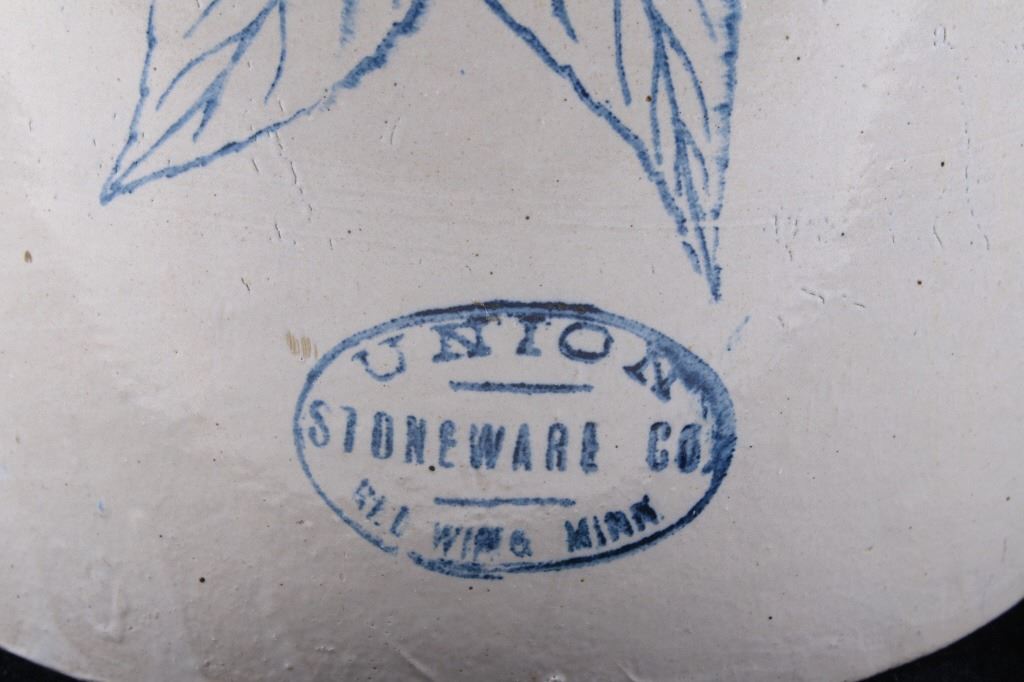 UNION
STONEWARE CO.
RED WING MINN.